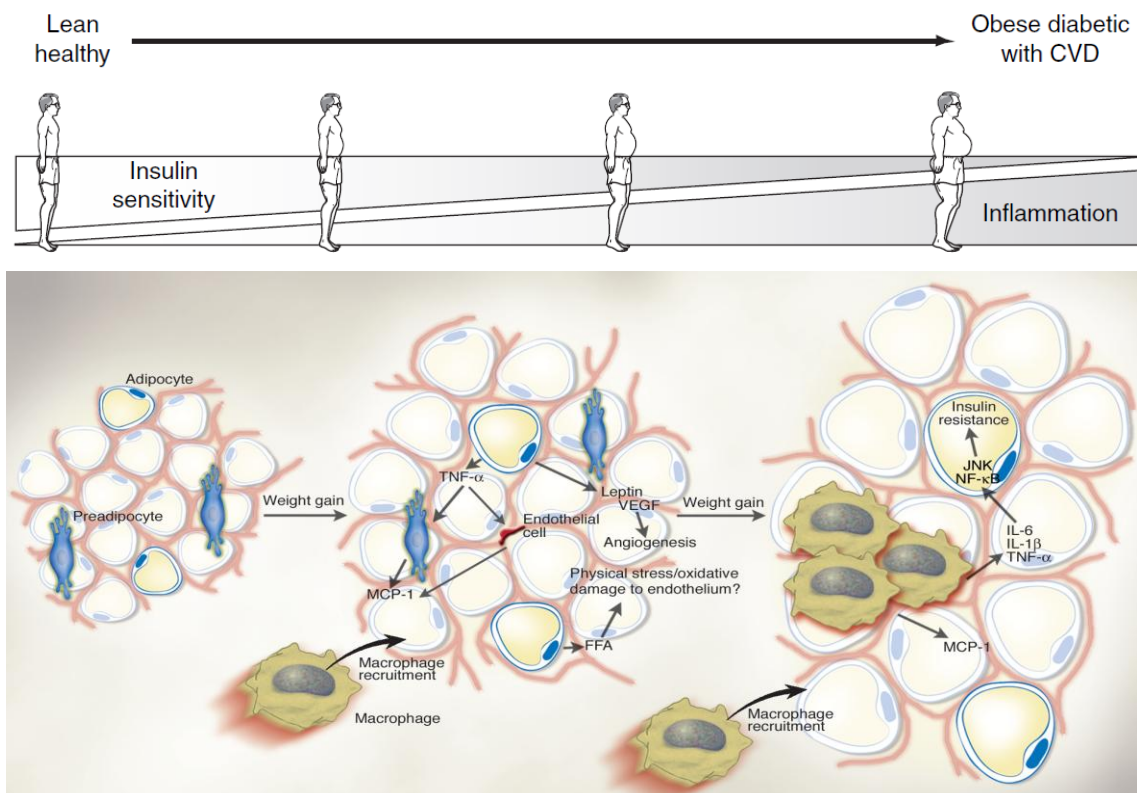 Lean
healthy
Obese diabetic
with CVD
Insulin
sensitivity
Inflammation
Adipocyte
Preadipocyte
Weight gain
TNF-α
Leptin
VEGF
Angiogenesis
Endothelial
cell
MCP-1
Physical stress/oxidative
damage to endothelium?
FFA
Macrophage
recruitment
Macrophage
Weight gain
Insulin
resistance
JNK
NF-κB
IL-6
IL-1β
TNF-α
MCP-1
Macrophage
recruitment